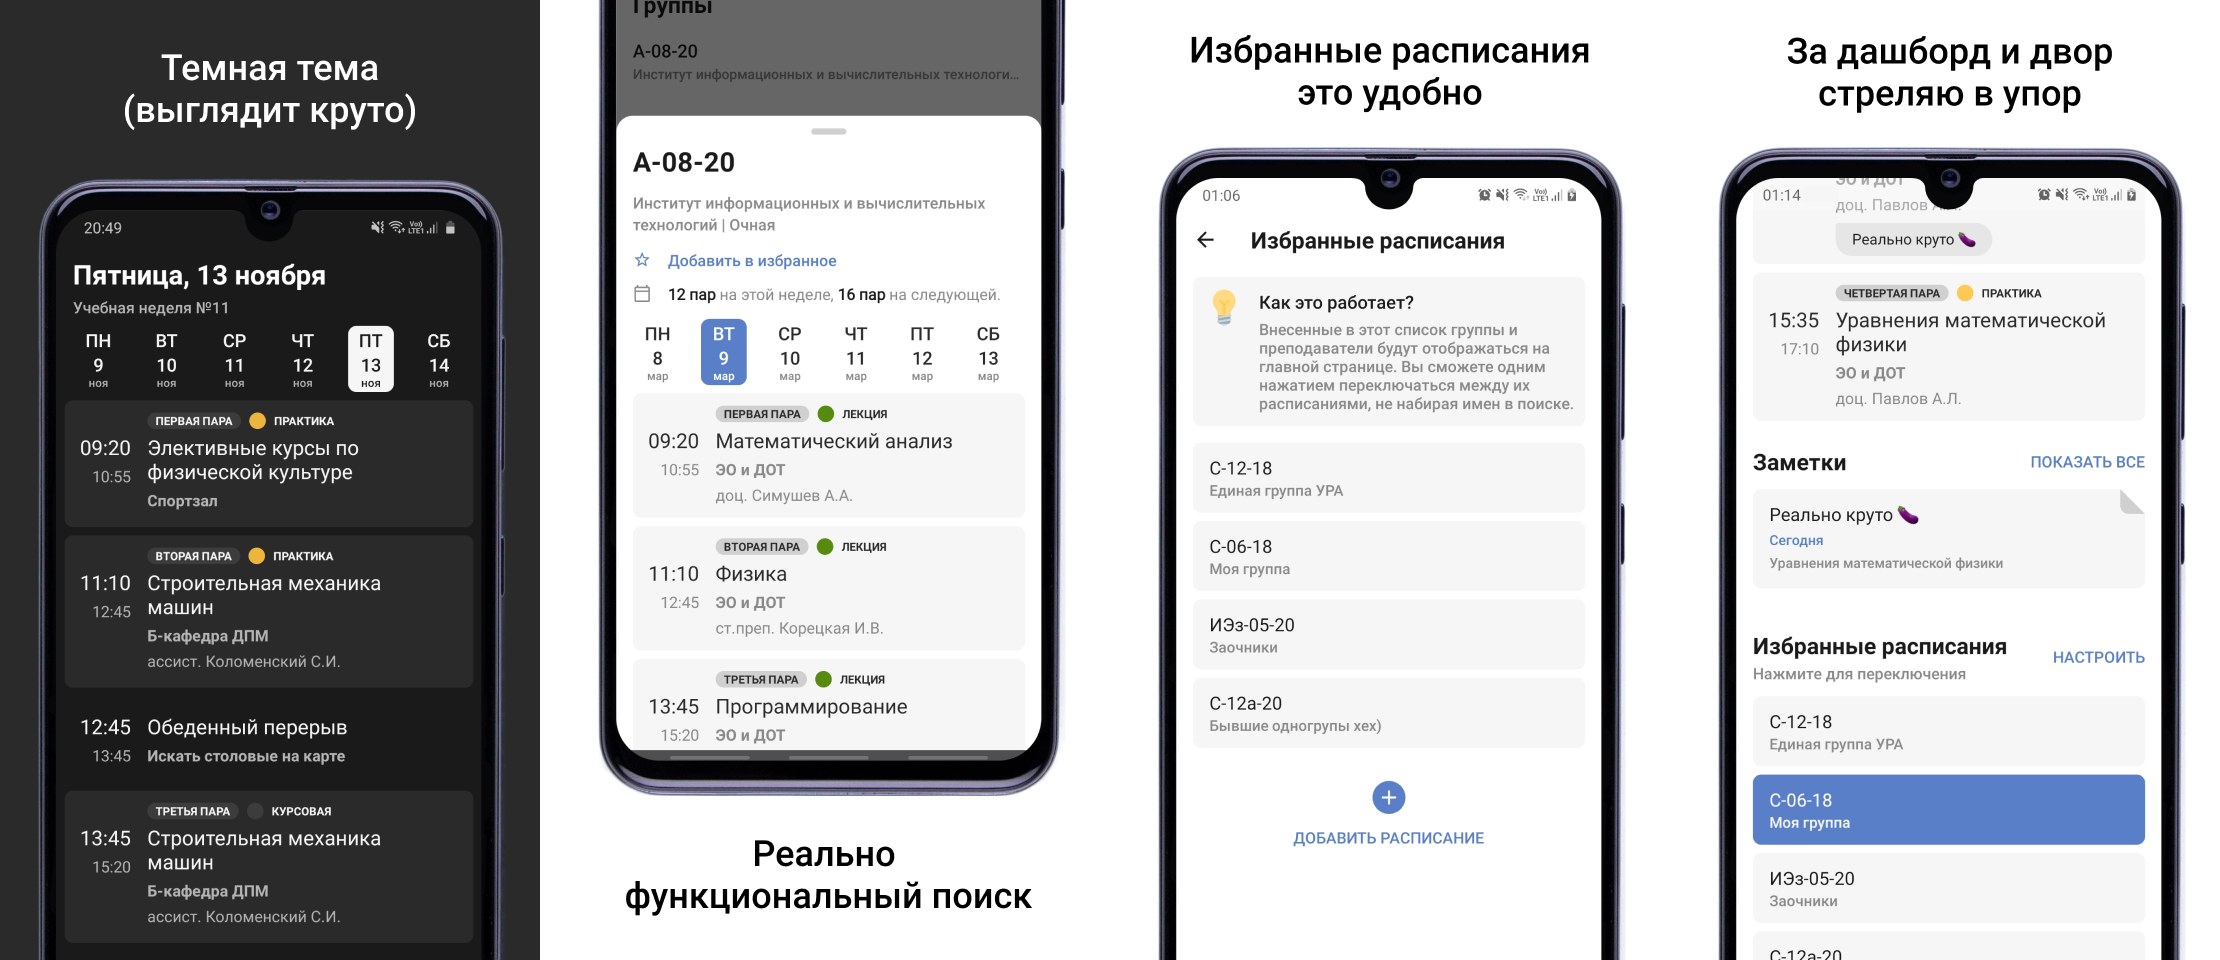 Темная тема
(выглядит круто)
20:49
Пятница, 13 ноября
Учебная неделя №11
ПН ВТ СР ЧТ ПТ СБ
9 10 11 12 13 14
ноя ноя ноя ноя ноя ноя
ПЕРВАЯ ПАРА ПРАКТИКА
09:20 Элективные курсы по
10:55 физической культуре
Спортзал
ВТОРАЯ ПАРА ПРАКТИКА
11:10 Строительная механика
12:45 машин
Б-кафедра ДПМ
ассист. Коломенский С.И.
12:45 Обеденный перерыв
13:45 Искать столовые на карте
ТРЕТЬЯ ПАРА КУРСОВАЯ
13:45 Строительная механика
15:20 машин
Б-кафедра ДПМ
ассист. Коломенский С.И.
Группы
А-08-20
Институт информационных и вычислительных технологи...
А-08-20
Институт информационных и вычислительных
технологий | Очная
Добавить в избранное
12 пар на этой неделе, 16 пар на следующей.
ПН ВТ СР ЧТ ПТ СБ
8 9 10 11 12 13
мар мар мар мар мар мар
ПЕРВАЯ ПАРА ЛЕКЦИЯ
09:20 Математический анализ
10:55 ЭО и ДОТ
доц. Симушев А.А.
ВТОРАЯ ПАРА ЛЕКЦИЯ
11:10 Физика
12:45 ЭО и ДОТ
ст.преп. Корецкая И.В.
ТРЕТЬЯ ПАРА ЛЕКЦИЯ
13:45 Программирование
15:20 ЭО и ДОТ
Реально
функциональный поиск
Избранные расписания
это удобно
01:06
Избранные расписания
Как это работает?
Внесенные в этот список группы и
преподаватели будут отображаться на
главной странице. Вы сможете одним
нажатием переключаться между их
расписаниями, не набирая имен в поиске.
С-12-18
Единая группа УРА
С-06-18
Моя группа
ИЭз-05-20
Заочники
С-12а-20
Бывшие одногрупы хех)
ДОБАВИТЬ РАСПИСАНИЕ
За дашборд и двор
стреляю в упор
01:14
ЭО и ДОТ
доц. Павлов А.Л.
Реально круто 🍆
ЧЕТВЕРТАЯ ПАРА ПРАКТИКА
15:35 Уравнения математической
17:10 физики
ЭО и ДОТ
доц. Павлов А.Л.
Заметки ПОКАЗАТЬ ВСЕ
Реально круто 🍆
Сегодня
Уравнения математической физики
Избранные расписания НАСТРОИТЬ
Нажмите для переключения
С-12-18
Единая группа УРА
С-06-18
Моя группа
ИЭз-05-20
Заочники
С-12а-20